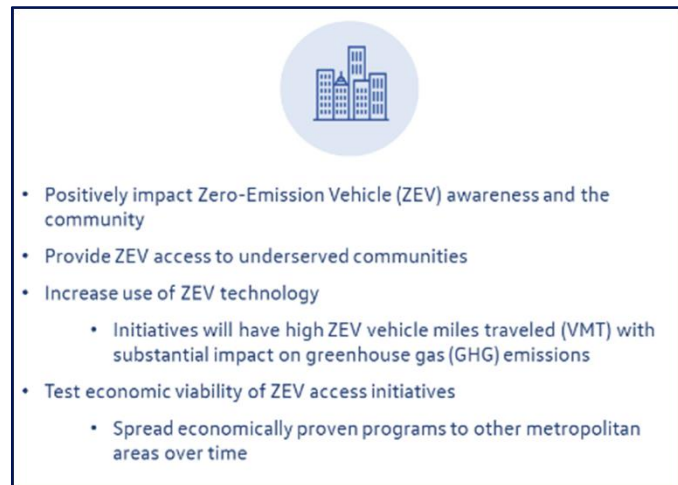 • Positively impact Zero-Emission Vehicle (ZEV) awareness and the
community
• Provide ZEV access to underserved communities
• Increase use of ZEV technology
• Initiatives will have high ZEV vehicle miles traveled (VMT) with
substantial impact on greenhouse gas (GHG) emissions
• Test economic viability of ZEV access initiatives
• Spread economically proven programs to other metropolitan
areas over time